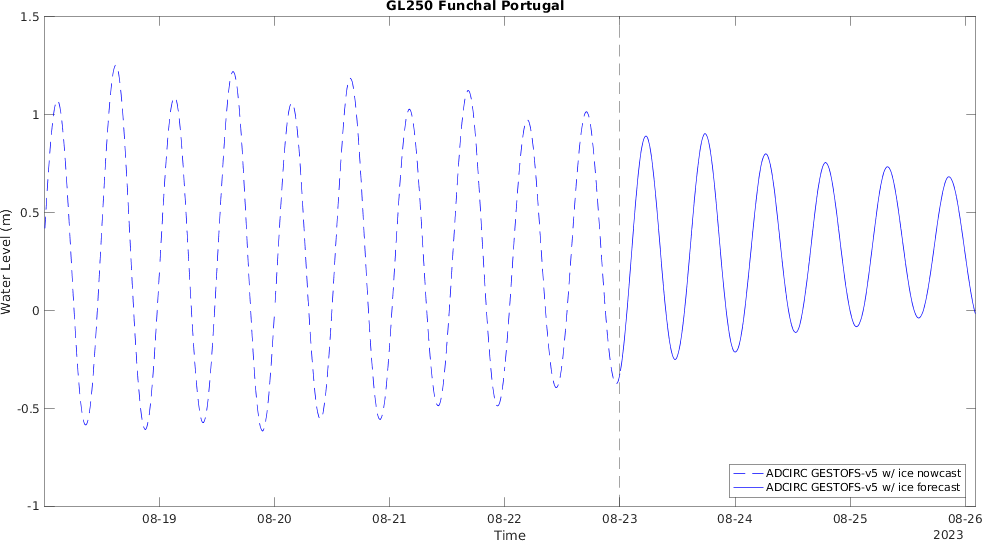 GL250 Funchal Portugal
1.5
1
0.5
0
-0.5
-1
Water Level (m)
08-19 08-20 08-21 08-22 08-23 08-24 08-25 08-26
Time
2023
ADCIRC GESTOFS-v5 w/ ice nowcast
ADCIRC GESTOFS-v5 w/ ice forecast